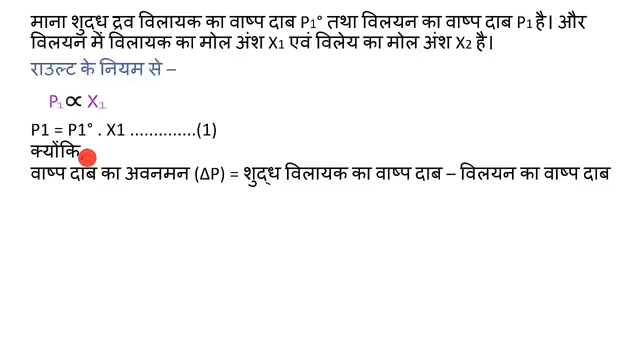 माना शुद्ध द्रव विलायक का वाष्प दाब P₁° तथा विलयन का वाष्प दाब P₁ है। और
विलयन में विलायक का मोल अंश X₁ एवं विलेय का मोल अंश X₂ है।
राउल्ट के नियम से –
P₁ ∝ X₁
P1 = P1° . X1 ..............(1)
क्योंकि,
वाष्प दाब का अवनमन (ΔP) = शुद्ध विलायक का वाष्प दाब – विलयन का वाष्प दाब